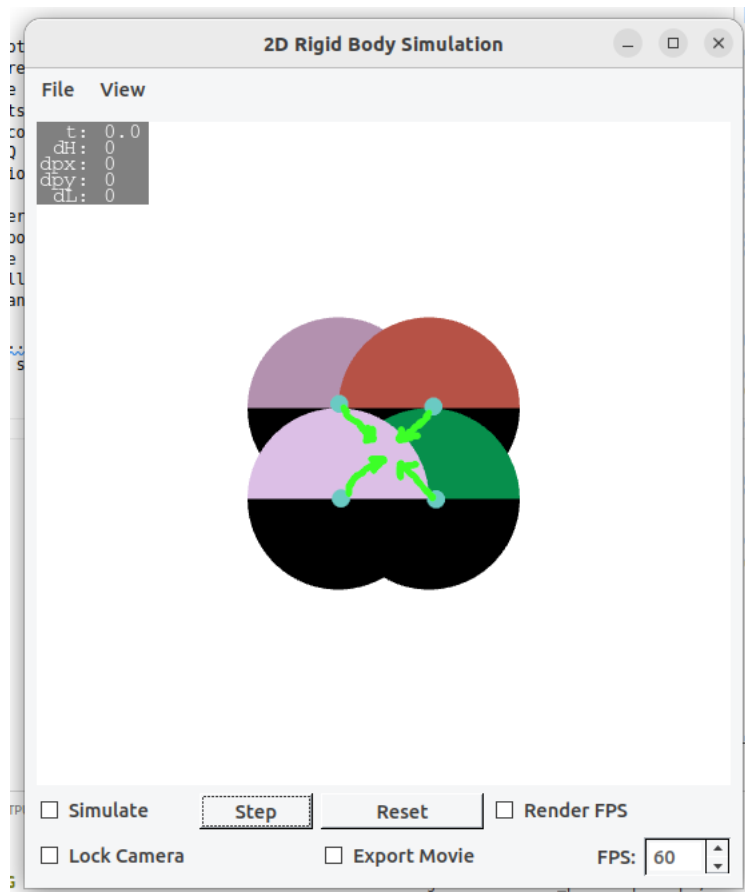 2D Rigid Body Simulation
File View
t: 0.0
dH: 0
dpx: 0
dpy: 0
dL: 0
Simulate Step Reset Render FPS
Lock Camera Export Movie FPS: 60